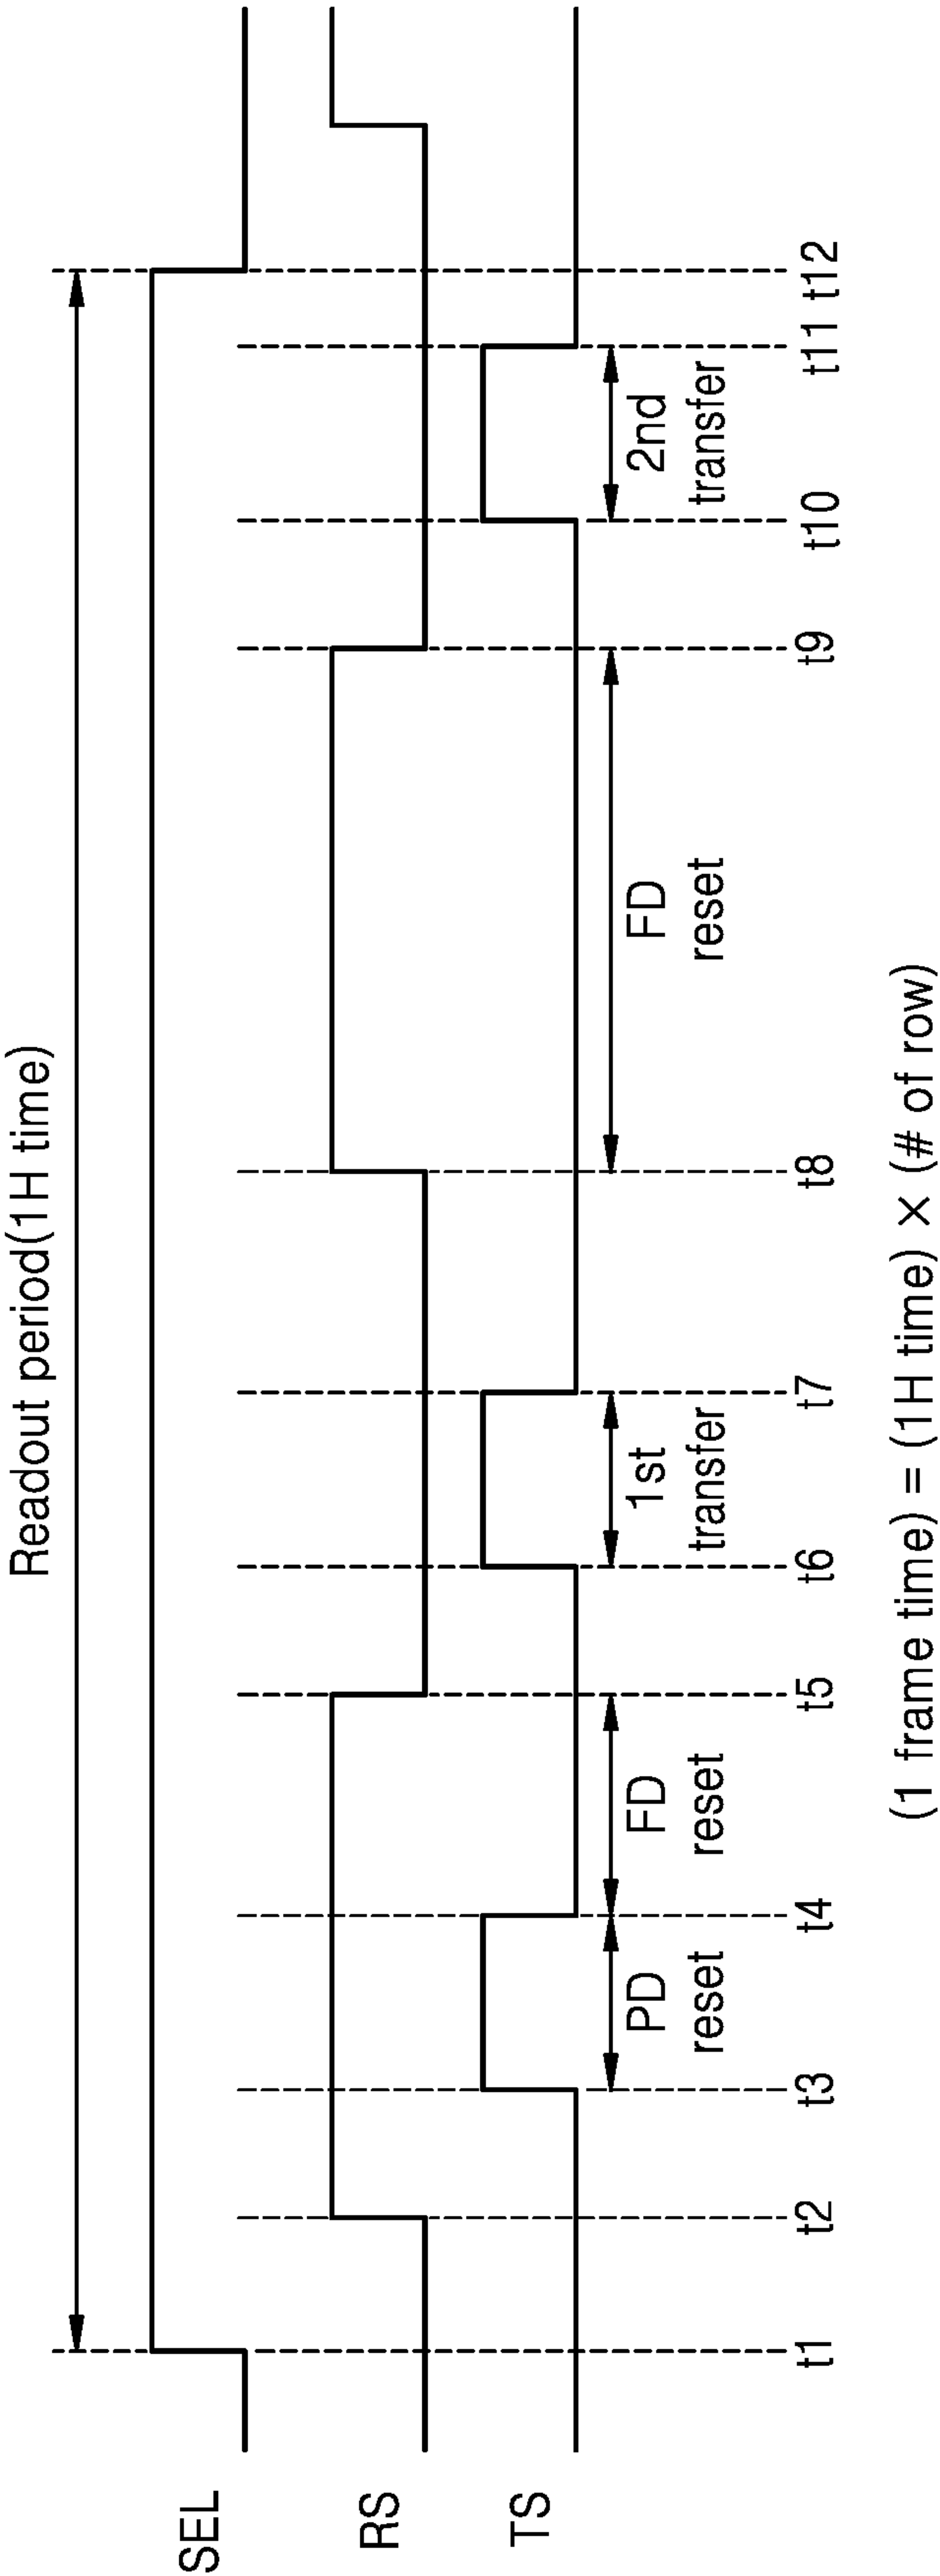 Readout period(1H time)
SEL
RS
TS
PD
reset
FD
reset
1st
transfer
FD
reset
2nd
transfer
t1 t2 t3 t4 t5 t6 t7 t8 t9 t10 t11 t12
(1 frame time) = (1H time) × (# of row)